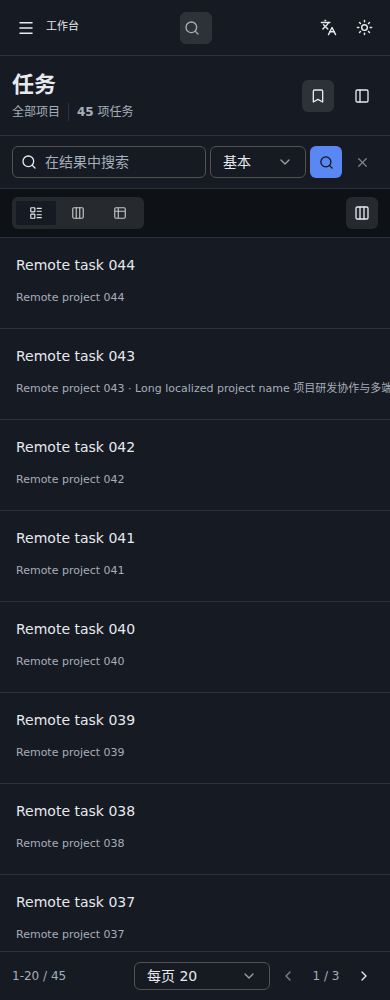 工作台
任务
全部项目 45 项任务
在结果中搜索 基本
Remote task 044
Remote project 044
Remote task 043
Remote project 043 · Long localized project name 项目研发协作与多端
Remote task 042
Remote project 042
Remote task 041
Remote project 041
Remote task 040
Remote project 040
Remote task 039
Remote project 039
Remote task 038
Remote project 038
Remote task 037
Remote project 037
1-20 / 45 每页 20 1 / 3